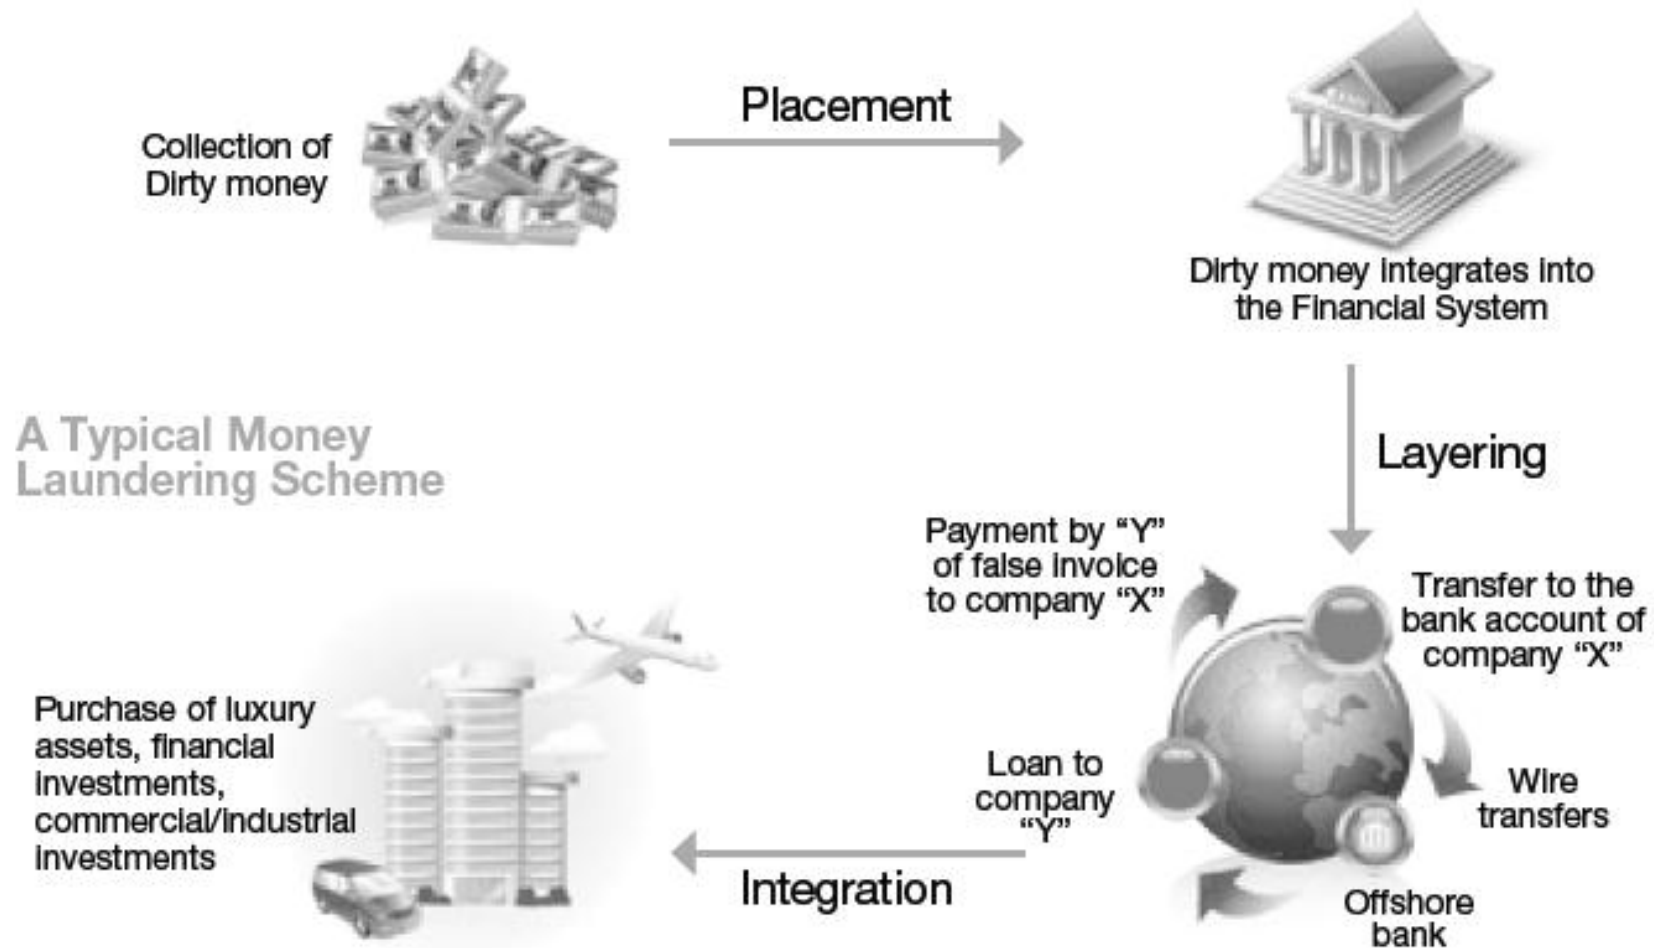 Collection of
Dirty money
Placement
Dirty money integrates into
the Financial System
A Typical Money
Laundering Scheme
Layering
Payment by “Y”
of false invoice
to company “X”
Transfer to the
bank account of
company “X”
Purchase of luxury
assets, financial
investments,
commercial/industrial
investments
Loan to
company
“Y”
Wire
transfers
Integration
Offshore
bank